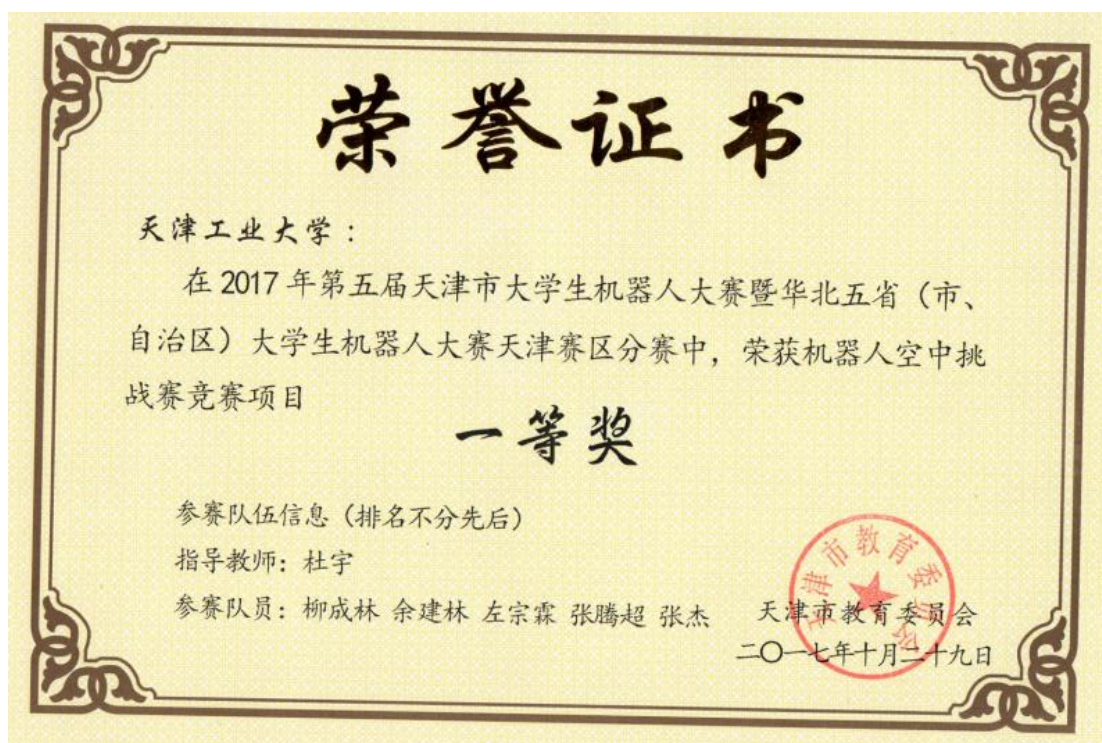 荣誉证书
天津工业大学：
在2017年第五届天津市大学生机器人大赛暨华北五省（市、
自治区）大学生机器人大赛天津赛区分赛中，荣获机器人空中挑
战赛竞赛项目
一等奖
参赛队伍信息（排名不分先后）
指导教师：杜宇
参赛队员：柳成林 余建林 左宗霖 张腾超 张杰
天津市教育委员会
天津市教育委员会
二〇一七年十月二十九日